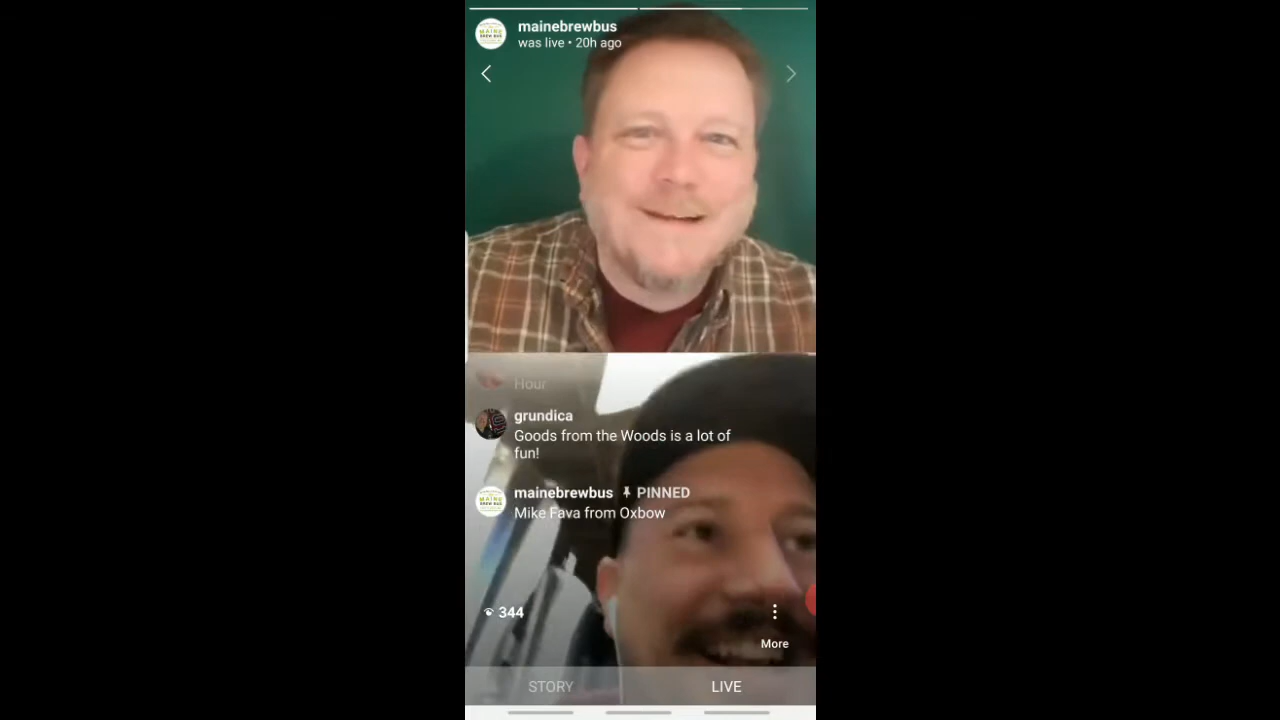 mainebrewbus
was live • 20h ago
Hour
grundica
Goods from the Woods is a lot of
fun!
mainebrewbus PINNED
Mike Fava from Oxbow
344
More
STORY
LIVE